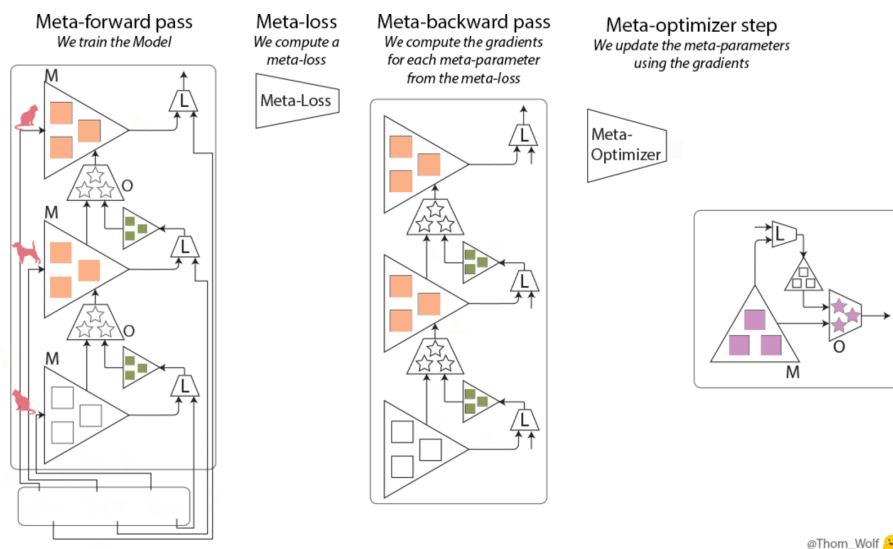 Meta-forward pass
We train the Model
Meta-loss
We compute a
meta-loss
Meta-backward pass
We compute the gradients
for each meta-parameter
from the meta-loss
Meta-optimizer step
We update the meta-parameters
using the gradients
M
L
O
M
L
O
M
L
Meta-Loss
L
L
L
Meta-
Optimizer
L
O
M
@Thom_Wolf